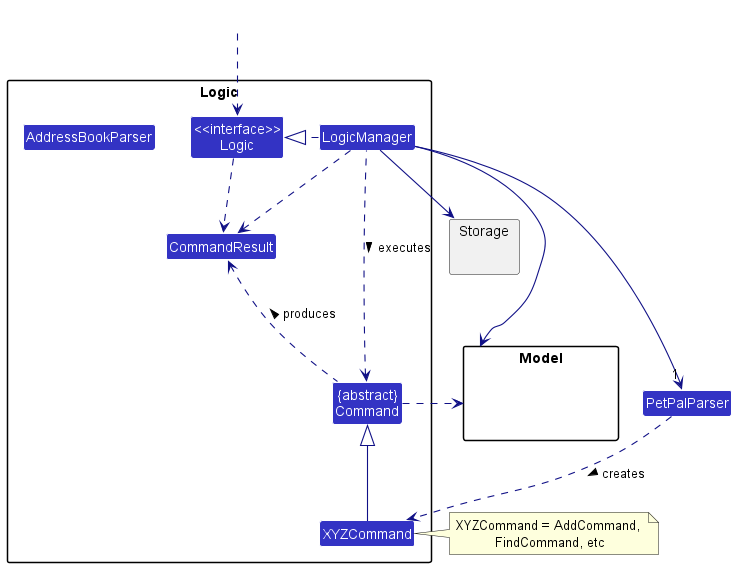 Logic
AddressBookParser
<<interface>>
Logic
LogicManager
CommandResult
Storage
executes
produces
Model
1
{abstract}
Command
PetPalParser
creates
XYZCommand
XYZCommand = AddCommand,
FindCommand, etc